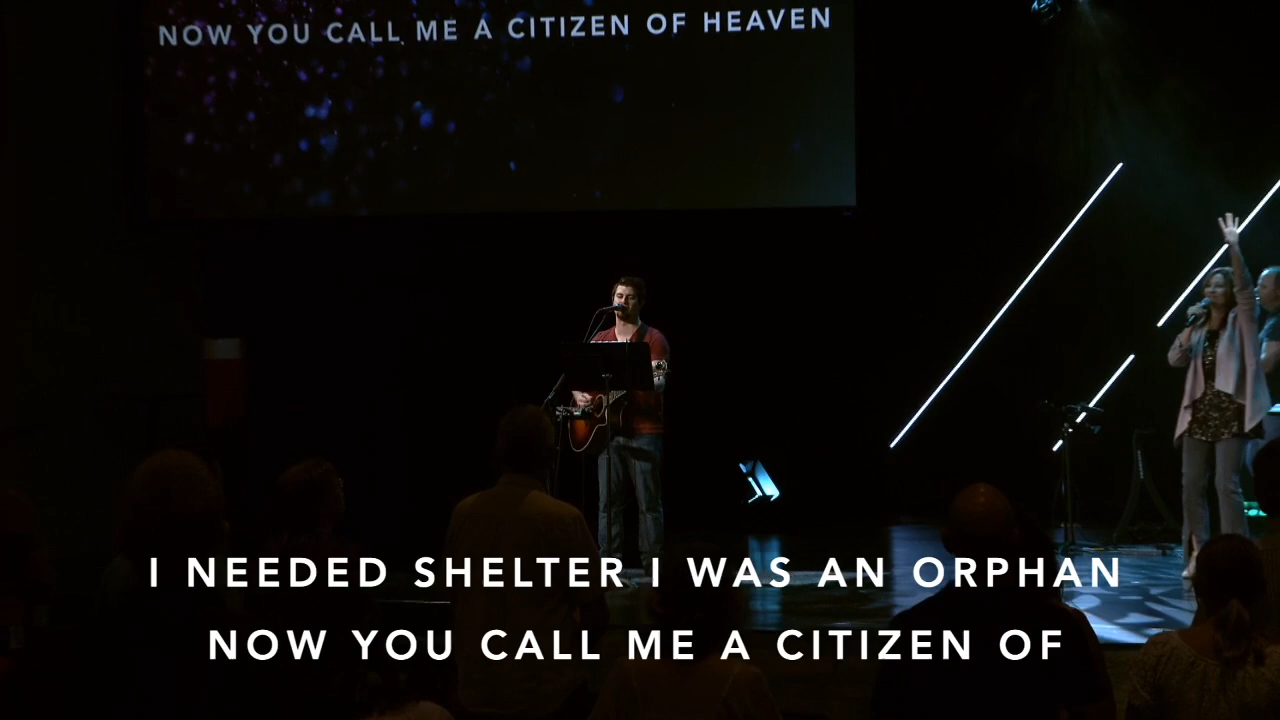 NOW YOU CALL ME A CITIZEN OF HEAVEN
I NEEDED SHELTER I WAS AN ORPHAN
NOW YOU CALL ME A CITIZEN OF